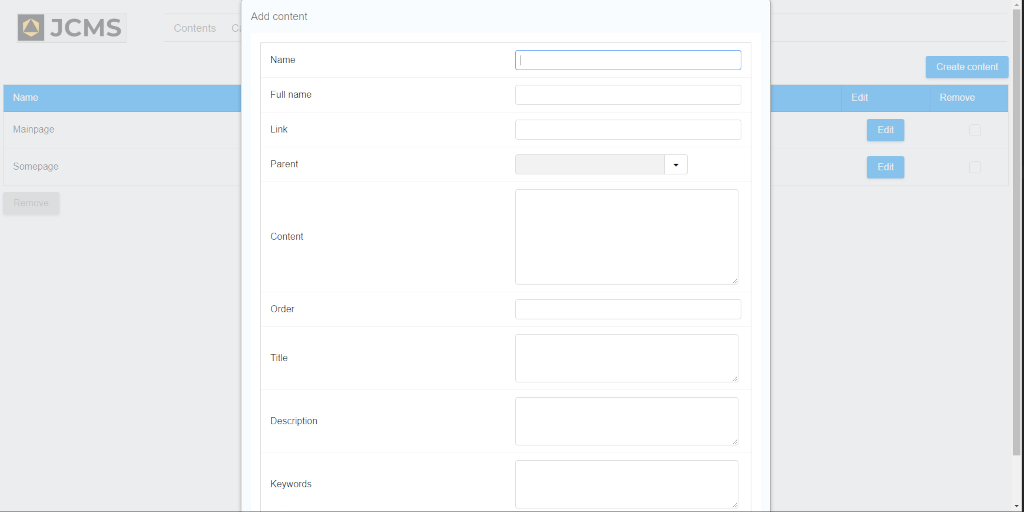 Add content
JCMS
Contents Ca
Create content
Name Edit Remove
Mainpage Edit
Somepage Edit
Remove
Name
Full name
Link
Parent
Content
Order
Title
Description
Keywords